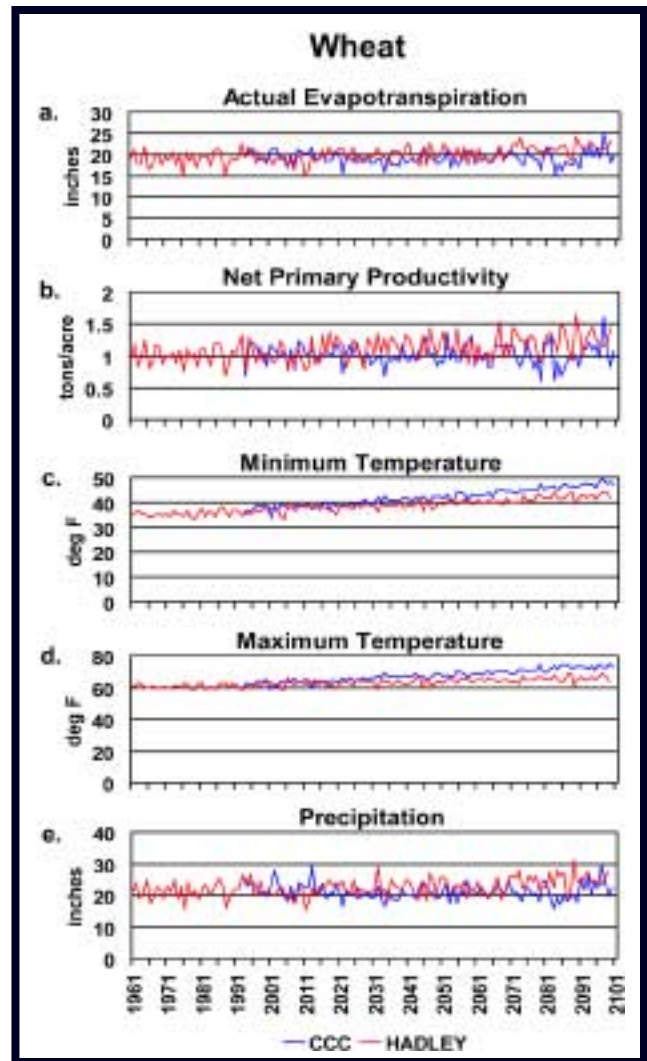 Wheat
a. Actual Evapotranspiration
30
25
20
15
10
5
0
inches
b. Net Primary Productivity
2
1.5
1
0.5
0
tons/acre
c. Minimum Temperature
50
40
30
20
10
0
deg F
d. Maximum Temperature
80
60
40
20
0
deg F
e. Precipitation
40
30
20
10
0
inches
1961 1971 1981 1991 2001 2011 2021 2031 2041 2051 2061 2071 2081 2091 2101
CCC HADLEY